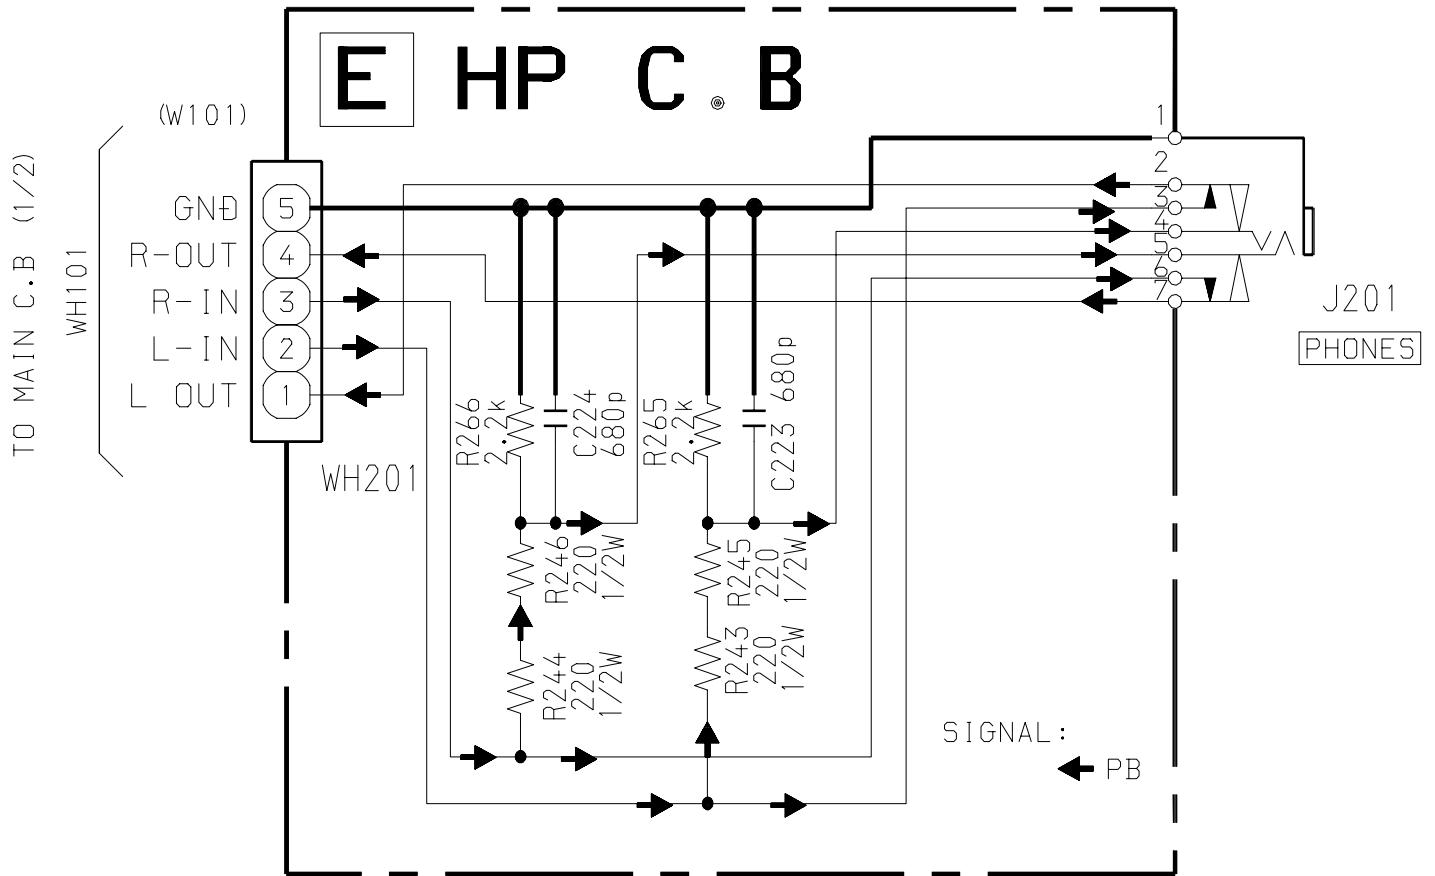 E HP C.B
(W101)
TO MAIN C.B (1/2)
WH101
GND 5
R-OUT 4
R-IN 3
L-IN 2
L OUT 1
WH201
1
2
3
4
5
6
7
J201
PHONES
R266
2.2k
C224
680p
R265
2.2k
C223 680p
R246
220
1/2W
R245
220
1/2W
R244
220
1/2W
R243
220
1/2W
SIGNAL:
PB